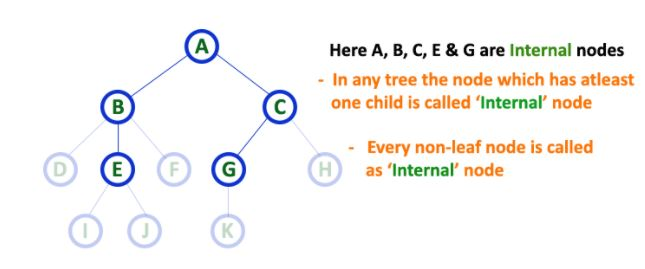 A
Here A, B, C, E & G are Internal nodes
- In any tree the node which has atleast
one child is called ‘Internal’ node
B
C
- Every non-leaf node is called
as ‘Internal’ node
D
E
F
G
H
I
J
K